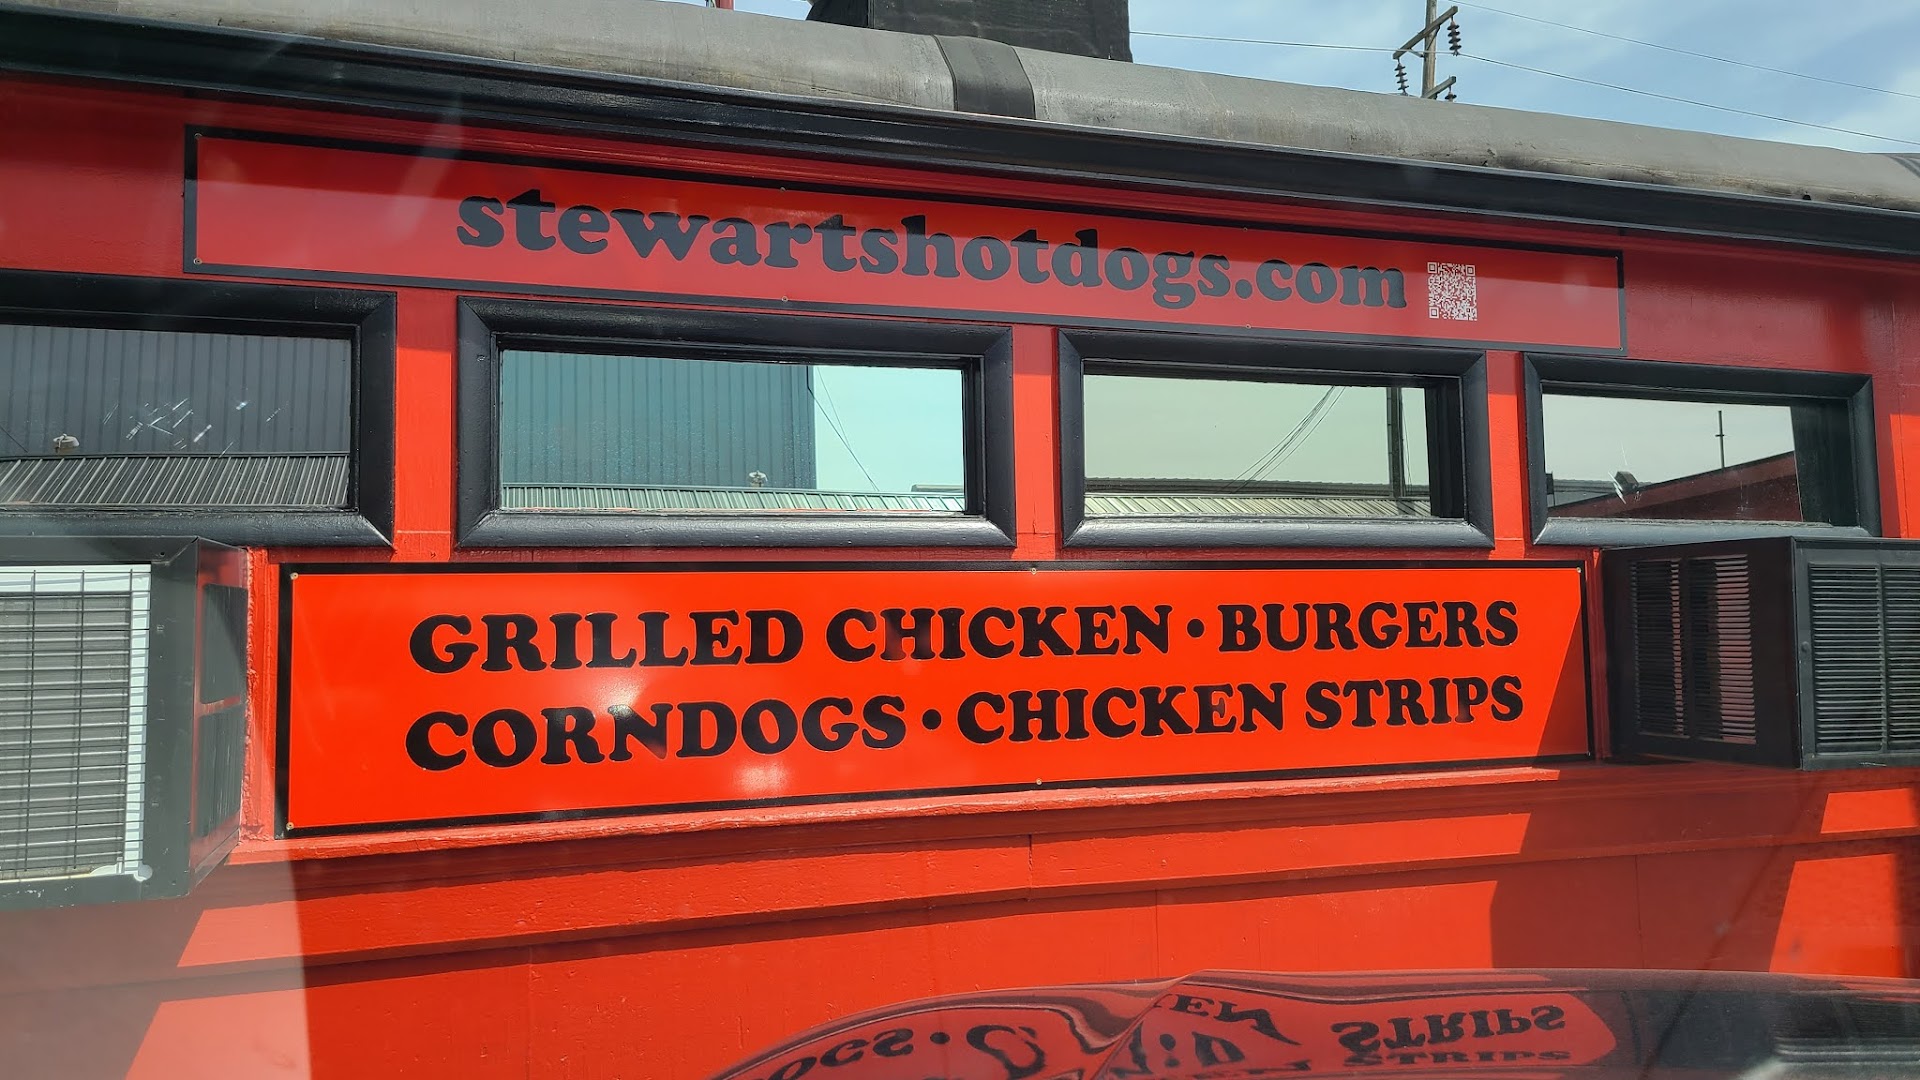 stewartshotdogs.com
GRILLED CHICKEN • BURGERS
CORNDOGS • CHICKEN STRIPS